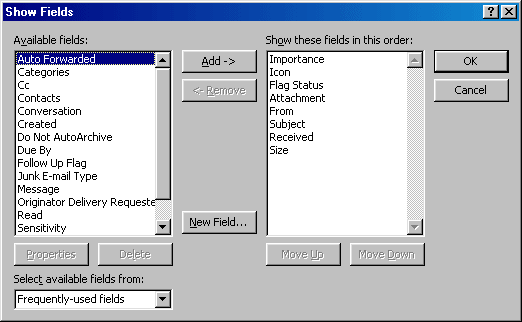 Show Fields
Available fields:
Auto Forwarded
Categories
Cc
Contacts
Conversation
Created
Do Not AutoArchive
Due By
Follow Up Flag
Junk E-mail Type
Message
Originator Delivery Requeste
Read
Sensitivity
Properties
Delete
Select available fields from:
Frequently-used fields
Add ->
<- Remove
New Field...
Show these fields in this order:
Importance
Icon
Flag Status
Attachment
From
Subject
Received
Size
Move Up
Move Down
OK
Cancel